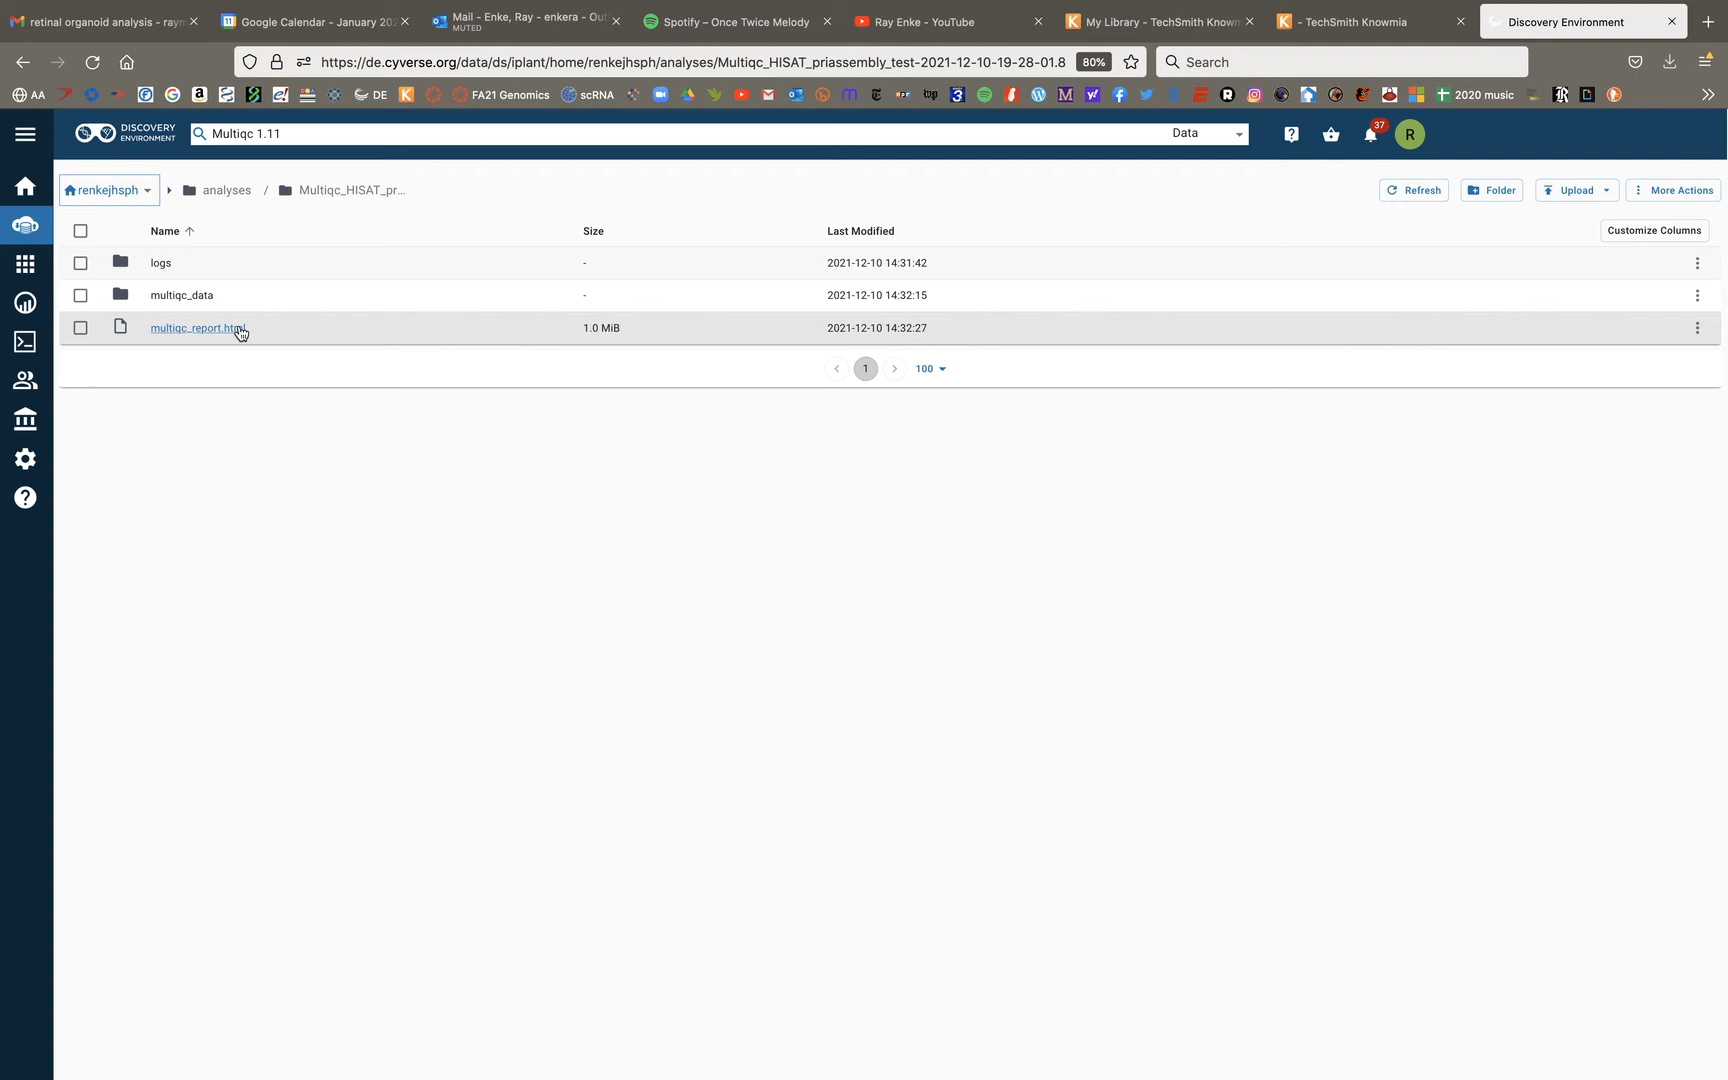 retinal organoid analysis - raym
Google Calendar - January 202
Mail - Enke, Ray - enkera - Out
MUTED
Spotify – Once Twice Melody
Ray Enke - YouTube
My Library - TechSmith Knowm
- TechSmith Knowmia
Discovery Environment
https://de.cyverse.org/data/ds/iplant/home/renkejhsph/analyses/Multiqc_HISAT_priassembly_test-2021-12-10-19-28-01.8
80%
Search
AA
DE
FA21 Genomics
scRNA
2020 music
DISCOVERY
ENVIRONMENT
Multiqc 1.11
Data
37
R
renkejhsph
analyses
/
Multiqc_HISAT_pr...
Refresh
Folder
Upload
More Actions
Name
Size
Last Modified
Customize Columns
logs
-
2021-12-10 14:31:42
multiqc_data
-
2021-12-10 14:32:15
multiqc_report.html
1.0 MiB
2021-12-10 14:32:27
1
100